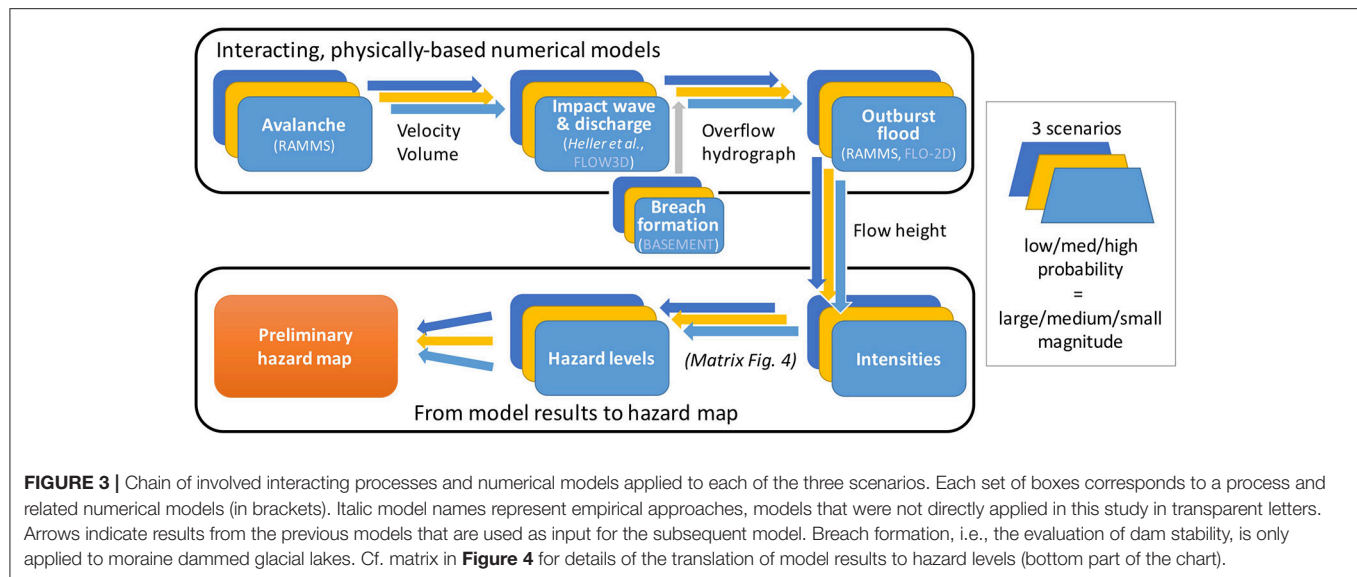 Interacting, physically-based numerical models
Avalanche
(RAMMS)
Velocity
Volume
Impact wave
& discharge
(Heller et al.,
FLOW3D)
Overflow
hydrograph
Outburst
flood
(RAMMS, FLO-2D)
Breach
formation
(BASEMENT)
Flow height
3 scenarios
low/med/high
probability
=
large/medium/small
magnitude
Preliminary
hazard map
Hazard levels
(Matrix Fig. 4)
Intensities
From model results to hazard map
FIGURE 3 | Chain of involved interacting processes and numerical models applied to each of the three scenarios. Each set of boxes corresponds to a process and
related numerical models (in brackets). Italic model names represent empirical approaches, models that were not directly applied in this study in transparent letters.
Arrows indicate results from the previous models that are used as input for the subsequent model. Breach formation, i.e., the evaluation of dam stability, is only
applied to moraine dammed glacial lakes. Cf. matrix in Figure 4 for details of the translation of model results to hazard levels (bottom part of the chart).